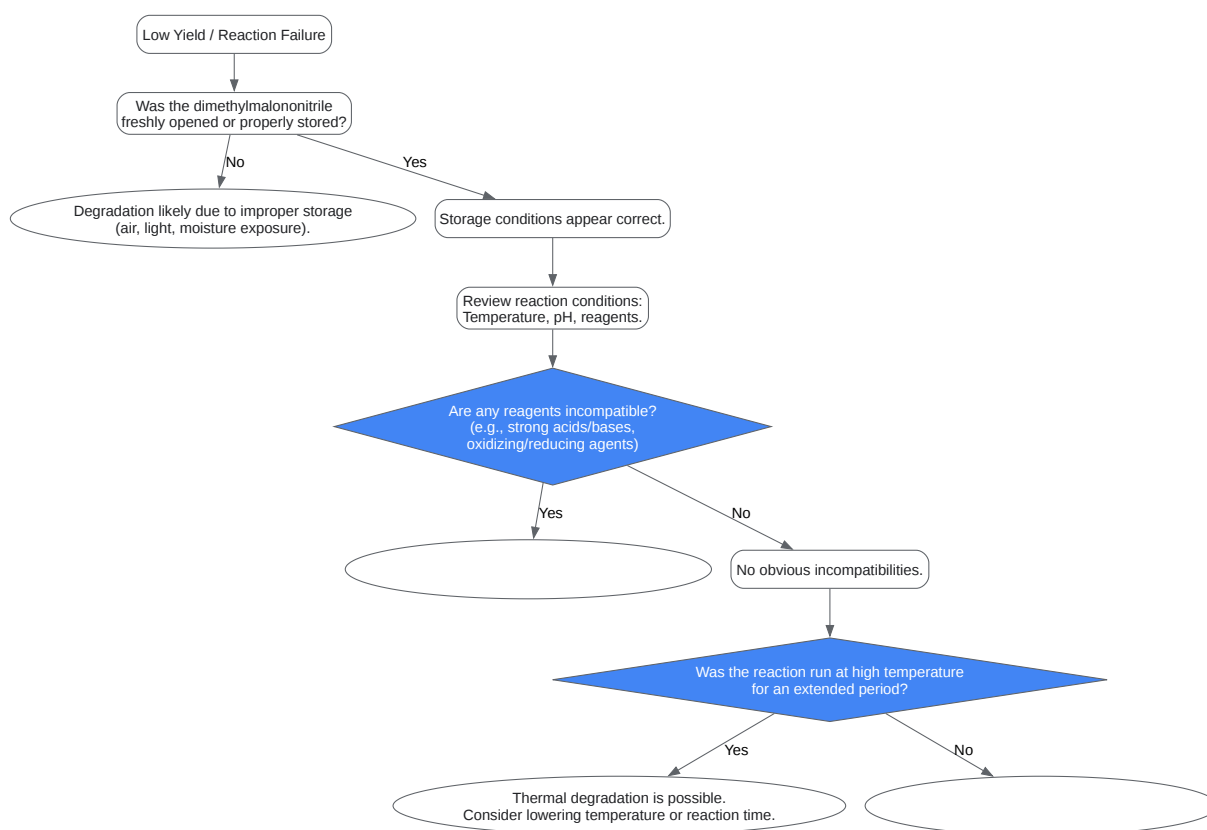 Low Yield / Reaction Failure
Was the dimethylmalononitrile
freshly opened or properly stored?
No
Yes
Degradation likely due to improper storage
(air, light, moisture exposure).
Storage conditions appear correct.
Review reaction conditions:
Temperature, pH, reagents.
Are any reagents incompatible?
(e.g., strong acids/bases,
oxidizing/reducing agents)
Yes
No
No obvious incompatibilities.
Was the reaction run at high temperature
for an extended period?
Yes
No
Thermal degradation is possible.
Consider lowering temperature or reaction time.